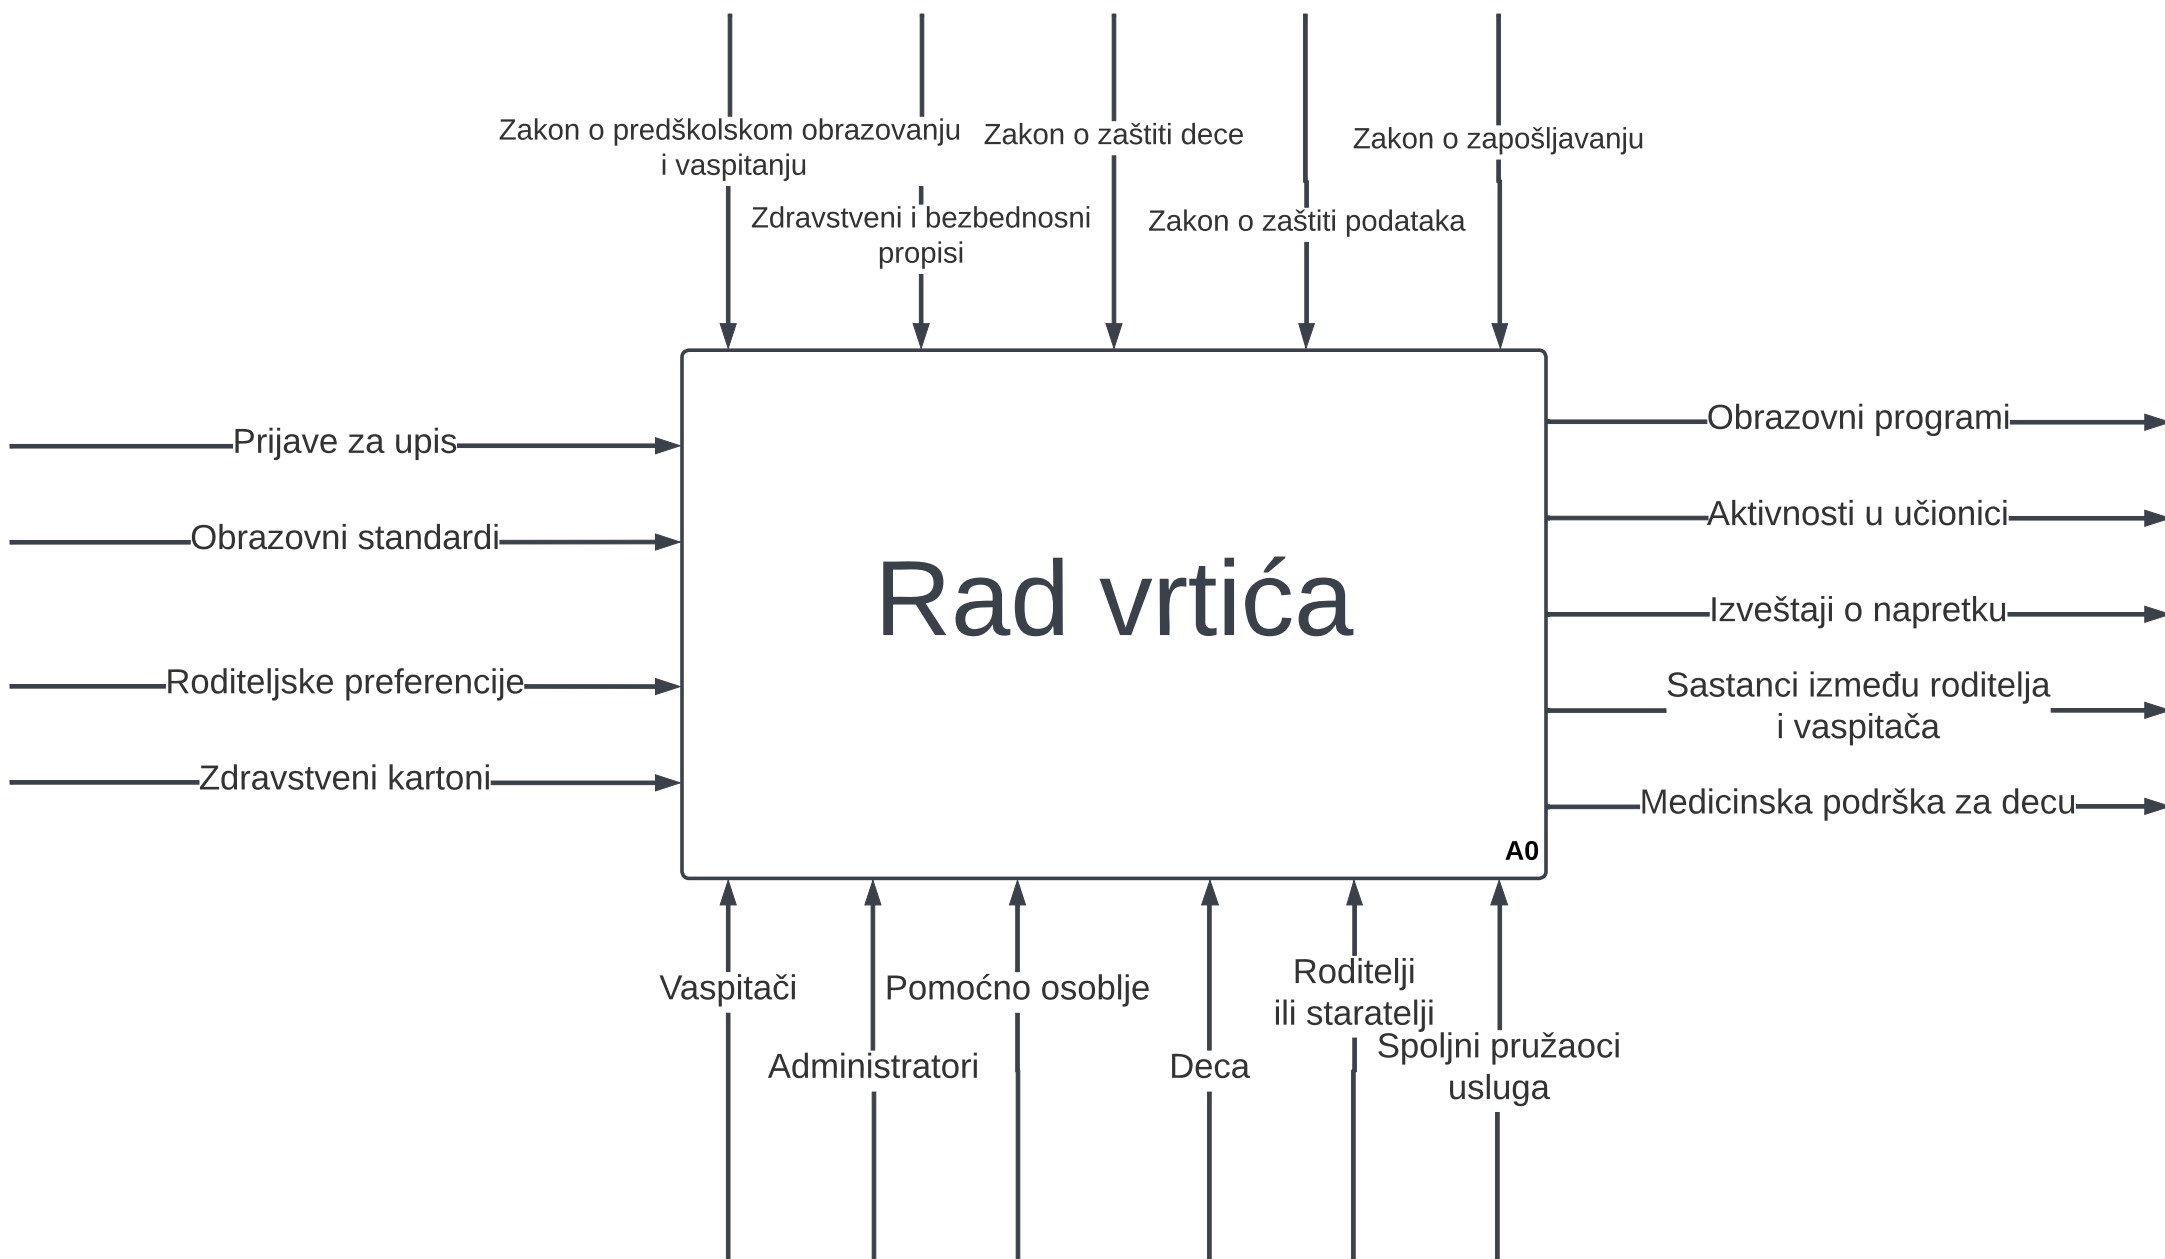 Zakon o predškolskom obrazovanju
i vaspitanju
Zdravstveni i bezbednosni
propisi
Zakon o zaštiti dece
Zakon o zaštiti podataka
Zakon o zapošljavanju
Prijave za upis
Obrazovni standardi
Roditeljske preferencije
Zdravstveni kartoni
Rad vrtića
A0
Obrazovni programi
Aktivnosti u učionici
Izveštaji o napretku
Sastanci između roditelja
i vaspitača
Medicinska podrška za decu
Vaspitači
Administratori
Pomoćno osoblje
Deca
Roditelji
ili staratelji
Spoljni pružaoci
usluga